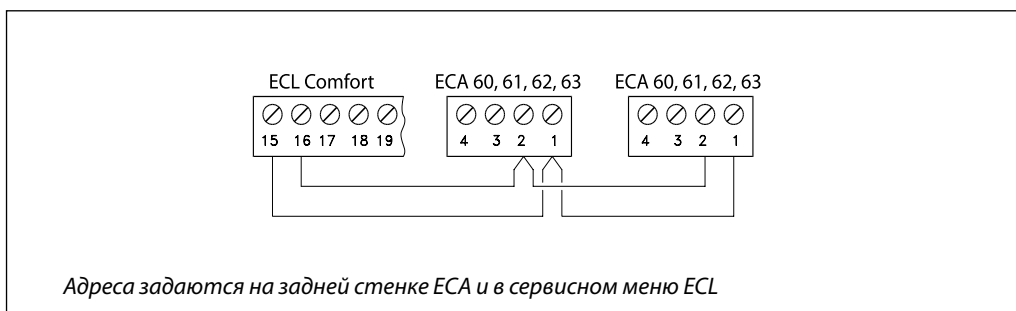 ECL Comfort ECA 60, 61, 62, 63 ECA 60, 61, 62, 63
15 16 17 18 19 4 3 2 1 4 3 2 1
Адреса задаются на задней стенке ECA и в сервисном меню ECL